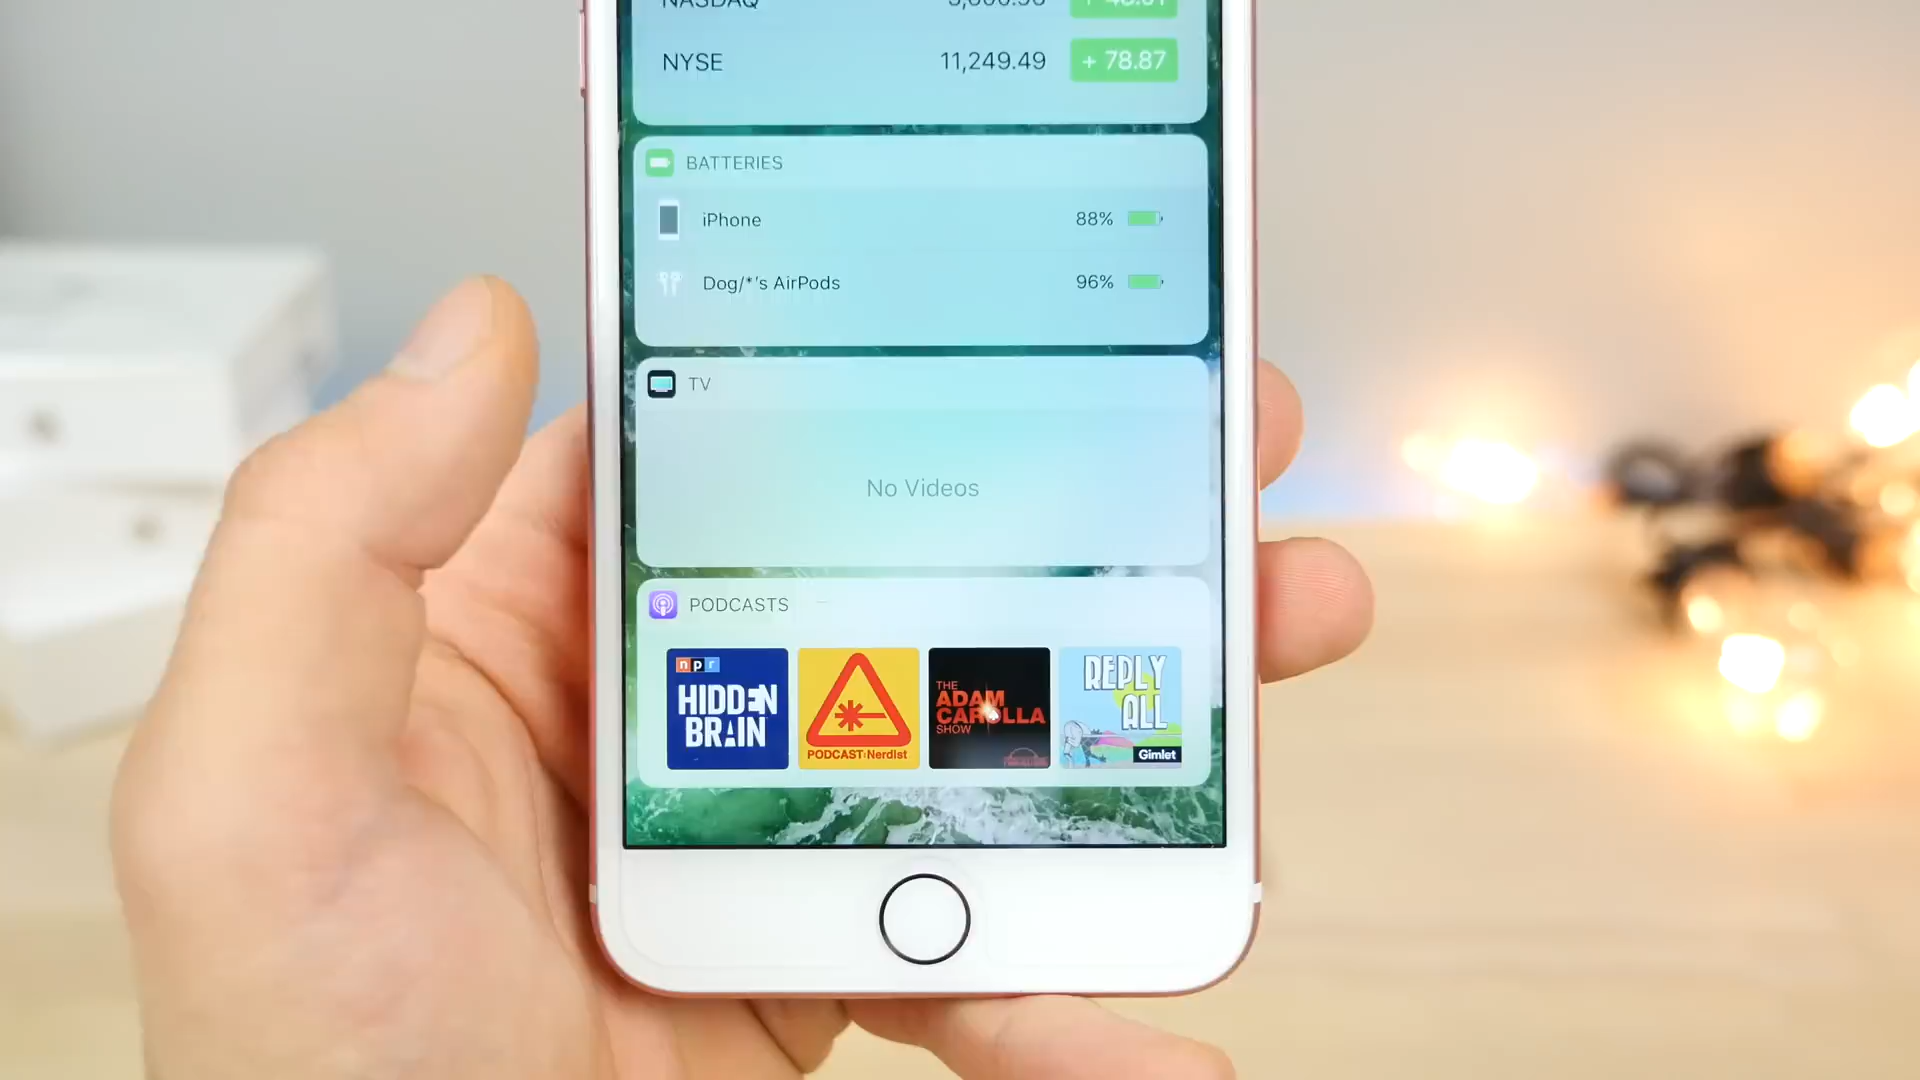 NASDAQ
NYSE 11,249.49 + 78.87
BATTERIES
iPhone 88%
Dog/*'s AirPods 96%
TV
No Videos
PODCASTS
npr
HIDDEN
BRAIN
PODCAST:Nerdist
THE
ADAM
CAROLLA
SHOW
REPLY
ALL
Gimlet